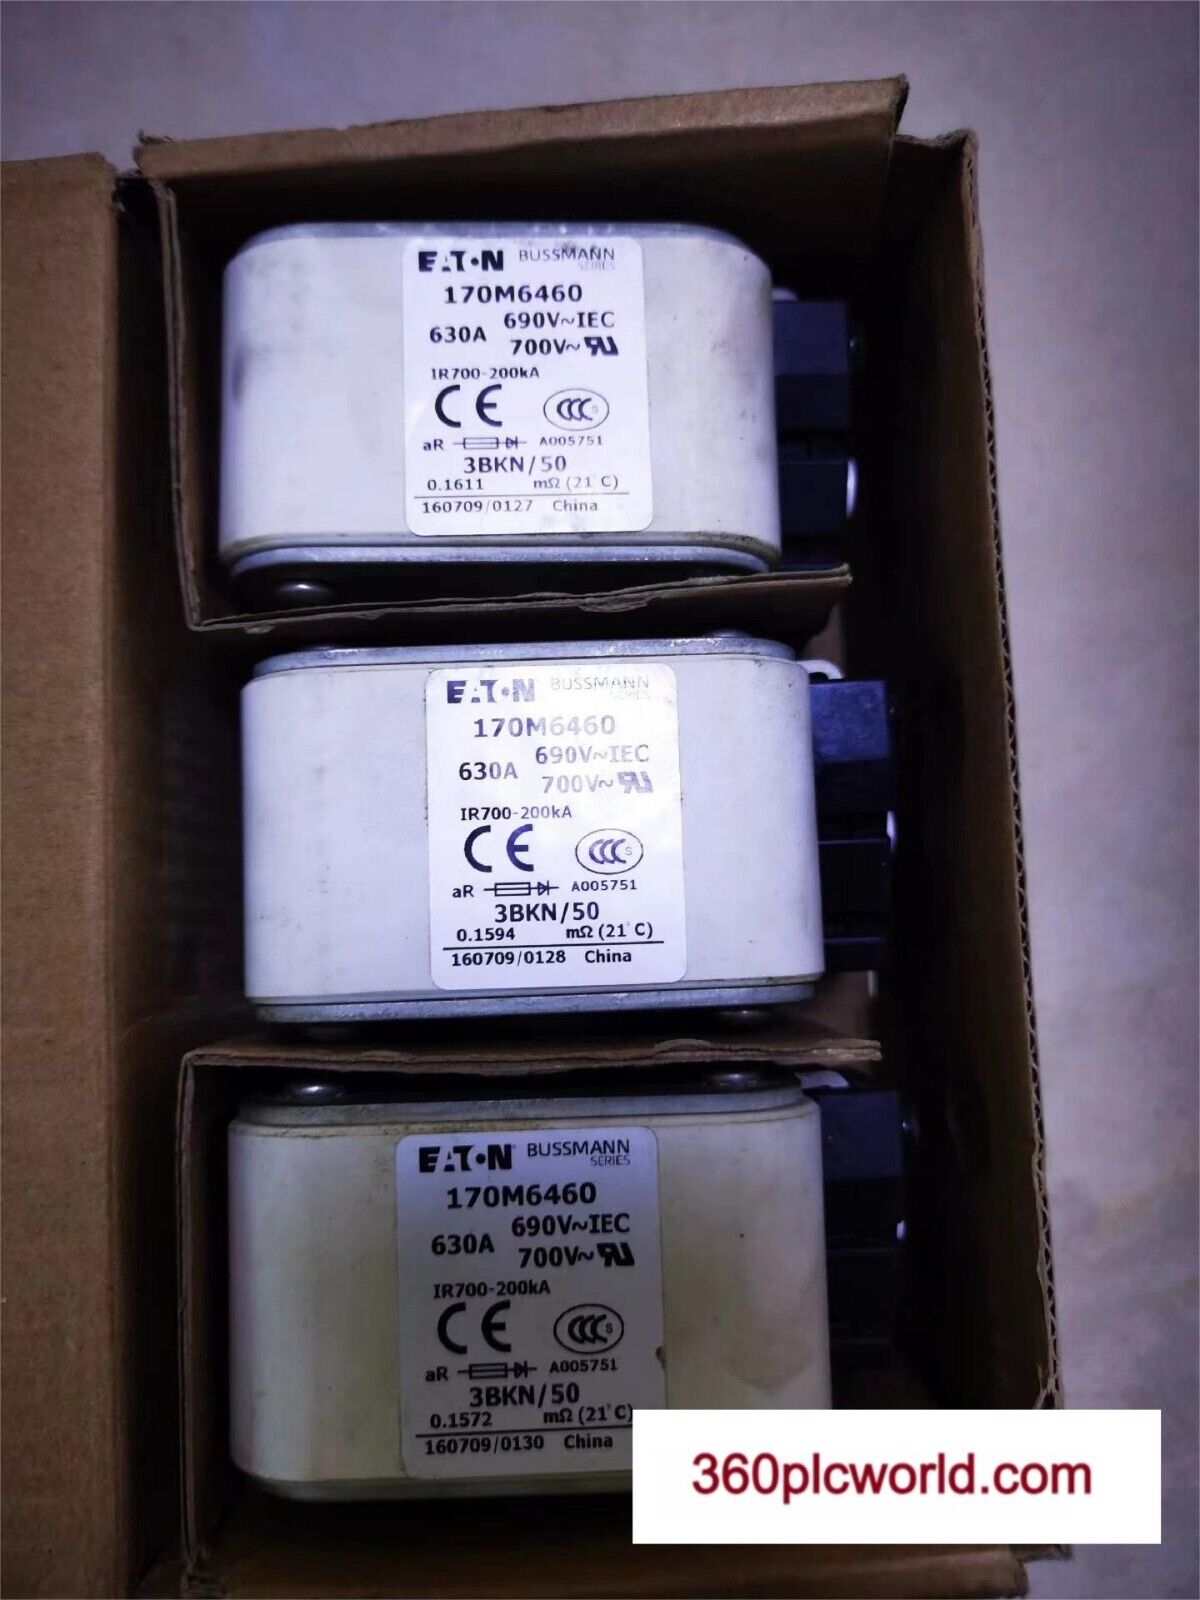 EATON BUSSMANN
SERIES
170M6460
630A 690V~IEC
700V~
IR700-200kA
CE CCC S
aR A005751
3BKN/50
0.1611 mΩ (21°C)
160709/0127 China
EATON BUSSMANN
SERIES
170M6460
630A 690V~IEC
700V~
IR700-200kA
CE CCC S
aR A005751
3BKN/50
0.1594 mΩ (21°C)
160709/0128 China
EATON BUSSMANN
SERIES
170M6460
630A 690V~IEC
700V~
IR700-200kA
CE CCC S
aR A005751
3BKN/50
0.1572 mΩ (21°C)
160709/0130 China
360plcworld.com